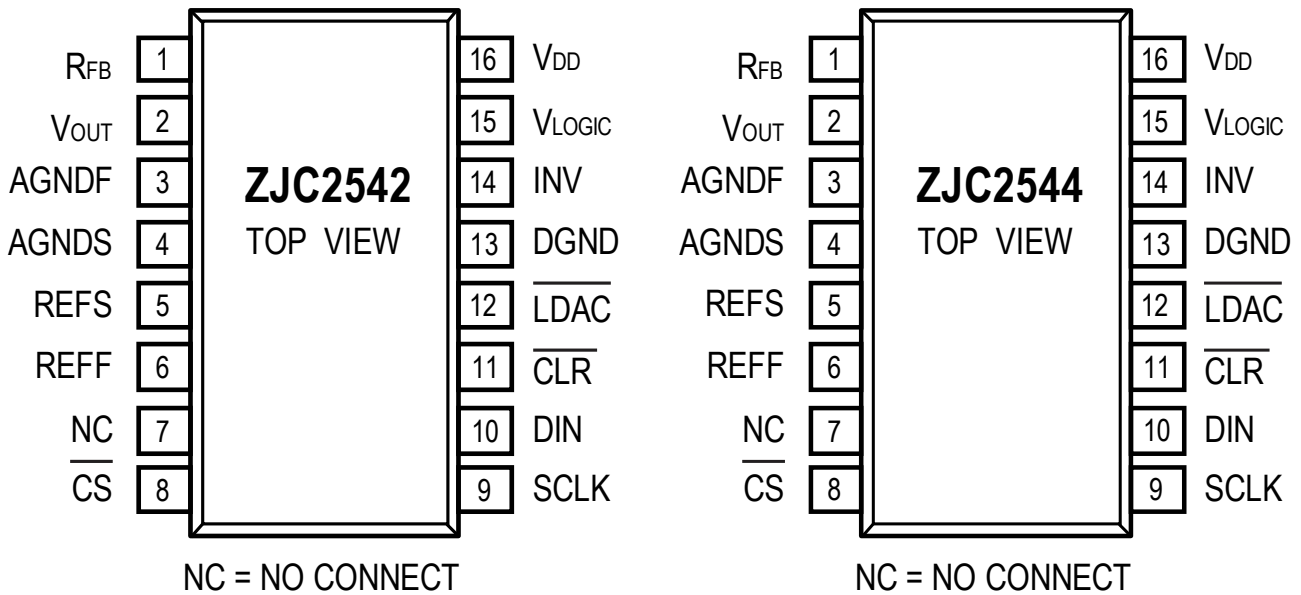 RFB 1 16 VDD
VOUT 2 15 VLOGIC
AGNDF 3 14 INV
AGNDS 4 13 DGND
REFS 5 12 LDAC
REFF 6 11 CLR
NC 7 10 DIN
CS 8 9 SCLK
ZJC2542
TOP VIEW
NC = NO CONNECT
RFB 1 16 VDD
VOUT 2 15 VLOGIC
AGNDF 3 14 INV
AGNDS 4 13 DGND
REFS 5 12 LDAC
REFF 6 11 CLR
NC 7 10 DIN
CS 8 9 SCLK
ZJC2544
TOP VIEW
NC = NO CONNECT